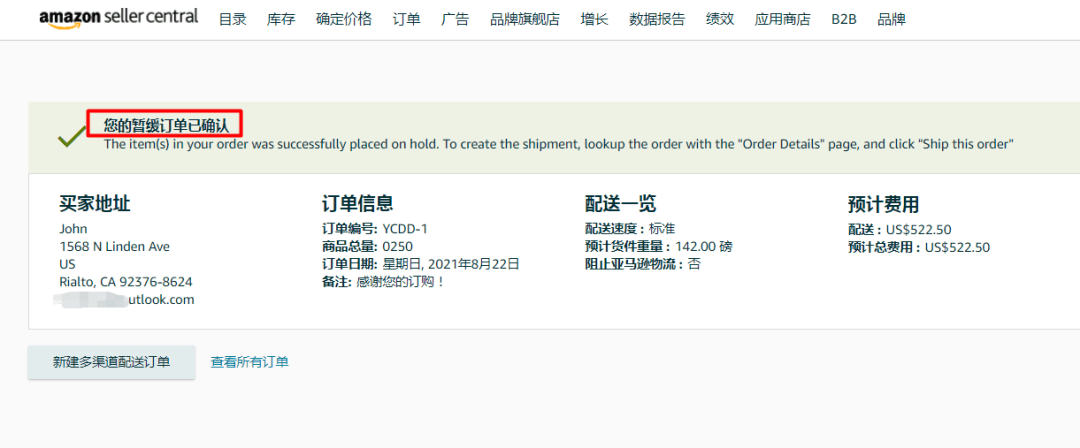 amazon seller central 目录 库存 确定价格 订单 广告 品牌旗舰店 增长 数据报告 绩效 应用商店 B2B 品牌
您的暂缓订单已确认
The item(s) in your order was successfully placed on hold. To create the shipment, lookup the order with the "Order Details" page, and click "Ship this order"
买家地址
John
1568 N Linden Ave
US
Rialto, CA 92376-8624
utlook.com
订单信息
订单编号: YCDD-1
商品总量: 0250
订单日期: 星期日, 2021年8月22日
备注: 感谢您的订购！
配送一览
配送速度：标准
预计货件重量：142.00 磅
阻止亚马逊物流：否
预计费用
配送：US$522.50
预计总费用：US$522.50
新建多渠道配送订单 查看所有订单